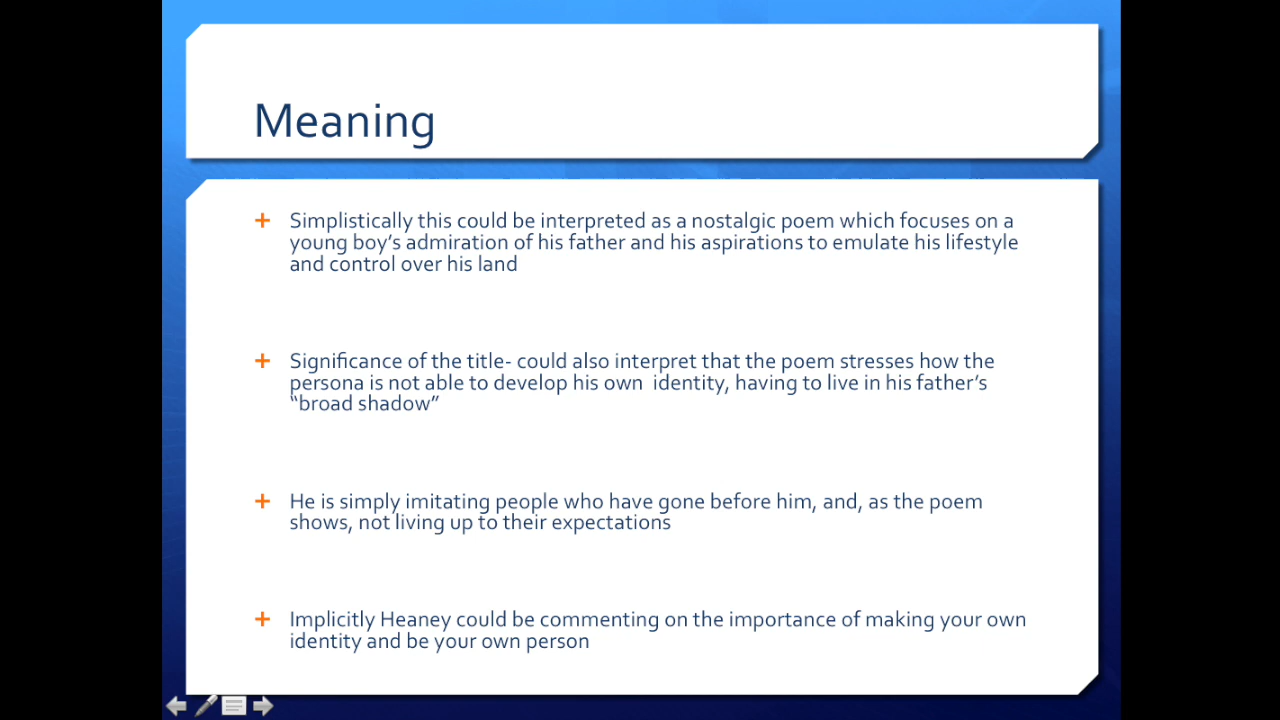 Meaning
Simplistically this could be interpreted as a nostalgic poem which focuses on a
young boy’s admiration of his father and his aspirations to emulate his lifestyle
and control over his land
Significance of the title- could also interpret that the poem stresses how the
persona is not able to develop his own  identity, having to live in his father’s
“broad shadow”
He is simply imitating people who have gone before him, and, as the poem
shows, not living up to their expectations
Implicitly Heaney could be commenting on the importance of making your own
identity and be your own person